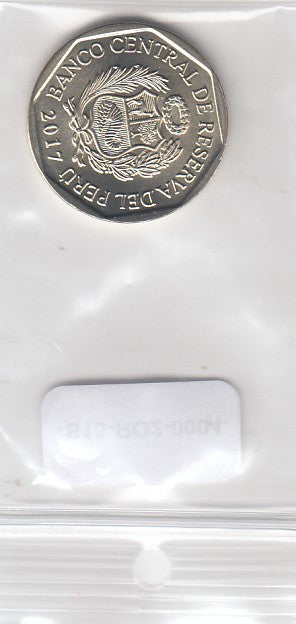 BANCO CENTRAL DE RESERVA DEL PERÚ 2017